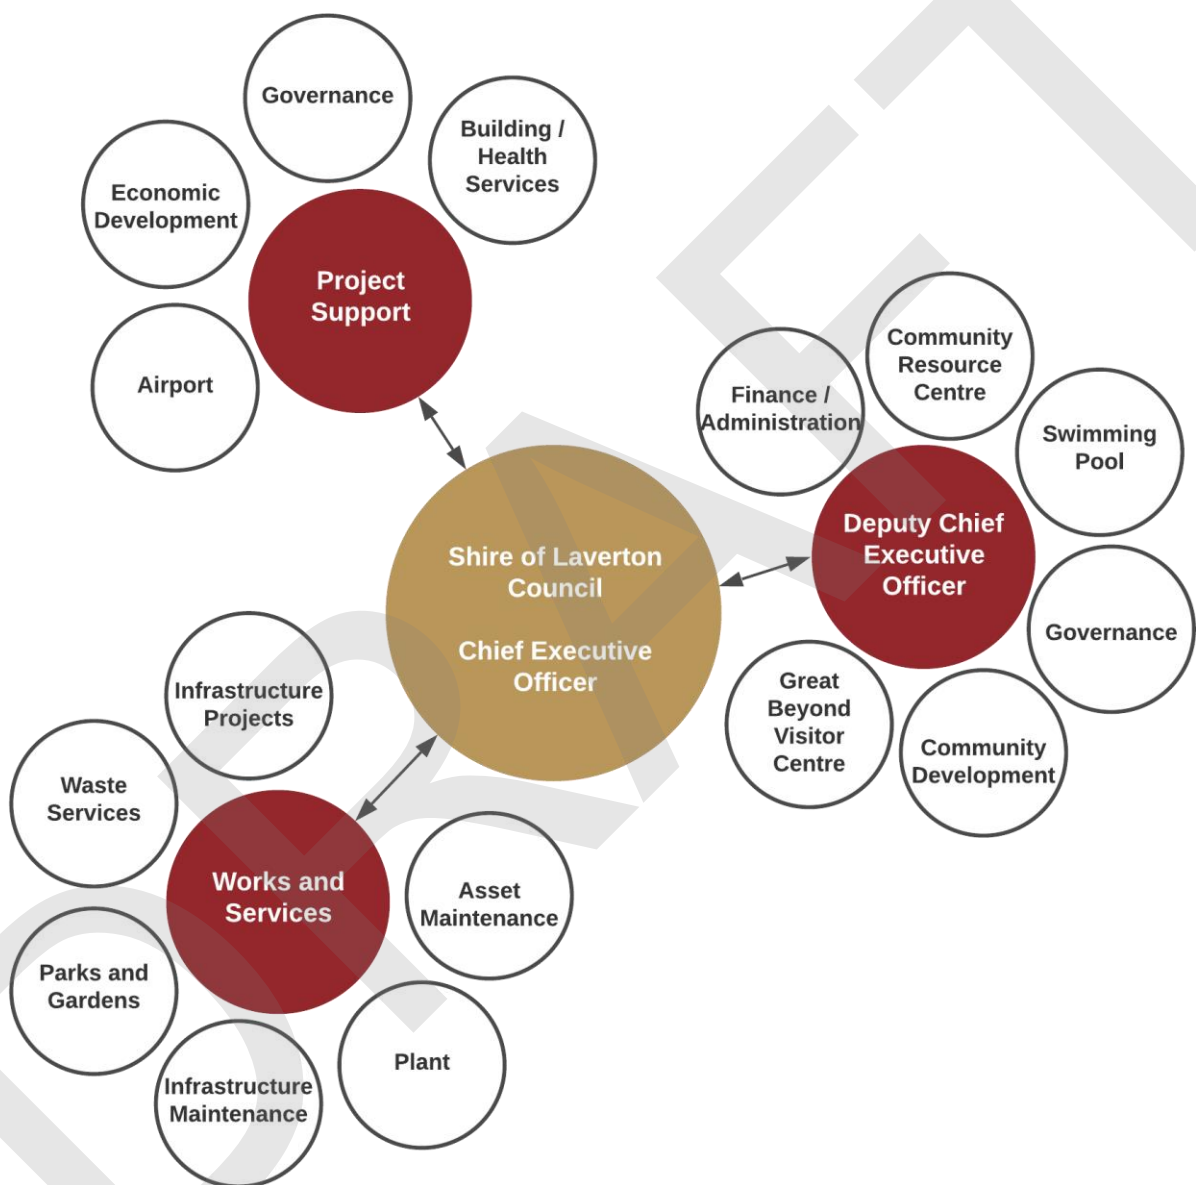 Governance
Building /
Health
Services
Economic
Development
Project
Support
Airport
Community
Resource
Centre
Finance /
Administration
Swimming
Pool
Deputy Chief
Executive
Officer
Governance
Great
Beyond
Visitor
Centre
Community
Development
Shire of Laverton
Council
Chief Executive
Officer
Infrastructure
Projects
Waste
Services
Works and
Services
Asset
Maintenance
Parks and
Gardens
Plant
Infrastructure
Maintenance
DRAFT